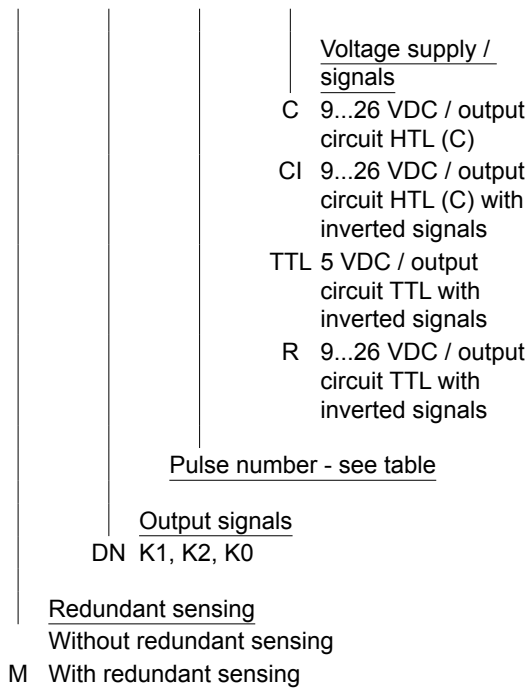 Voltage supply /
signals
C 9...26 VDC / output
circuit HTL (C)
CI 9...26 VDC / output
circuit HTL (C) with
inverted signals
TTL 5 VDC / output
circuit TTL with
inverted signals
R 9...26 VDC / output
circuit TTL with
inverted signals
Pulse number - see table
Output signals
DN K1, K2, K0
Redundant sensing
Without redundant sensing
M With redundant sensing